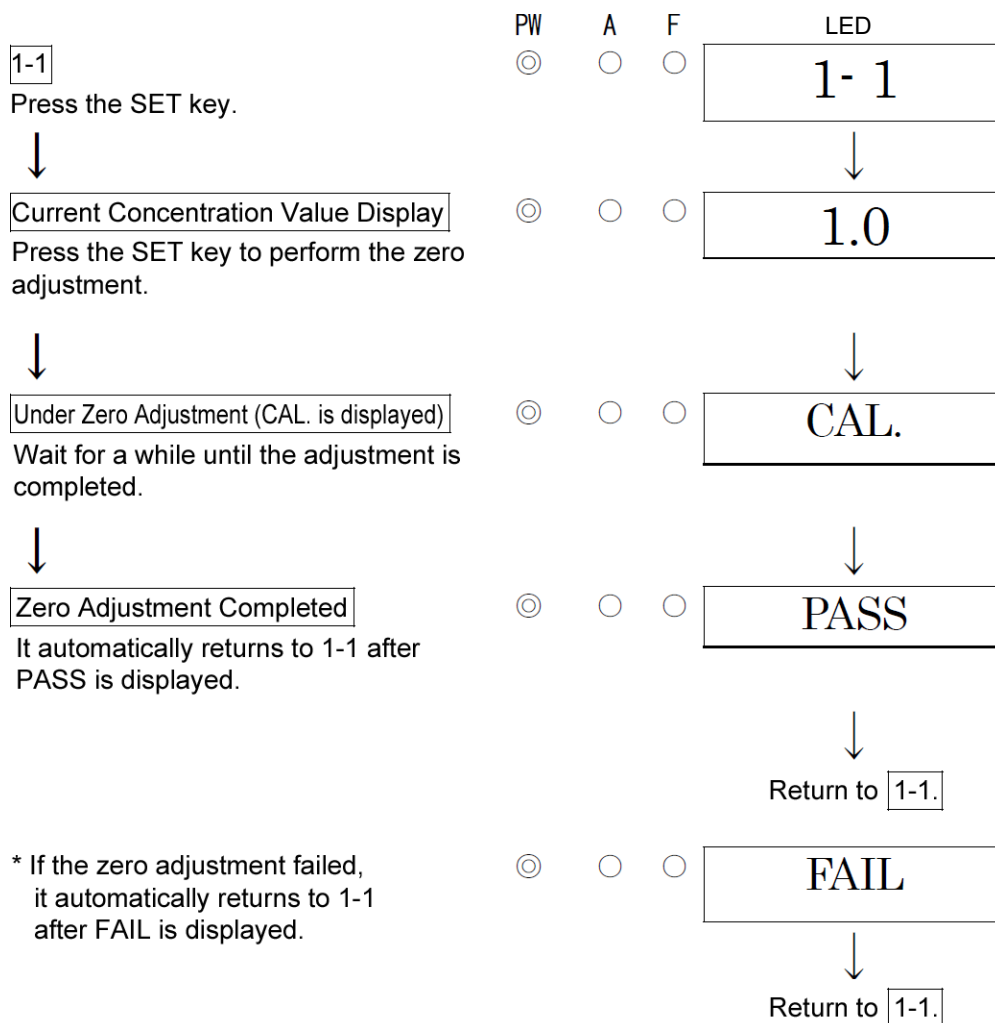 PW A F LED
1-1 ◎ ○ ○ 1- 1
Press the SET key.
↓ ↓
Current Concentration Value Display ◎ ○ ○ 1.0
Press the SET key to perform the zero
adjustment.
↓ ↓
Under Zero Adjustment (CAL. is displayed) ◎ ○ ○ CAL.
Wait for a while until the adjustment is
completed.
↓ ↓
Zero Adjustment Completed ◎ ○ ○ PASS
It automatically returns to 1-1 after
PASS is displayed.
↓
Return to 1-1.
* If the zero adjustment failed, ◎ ○ ○ FAIL
it automatically returns to 1-1
after FAIL is displayed.
↓
Return to 1-1.